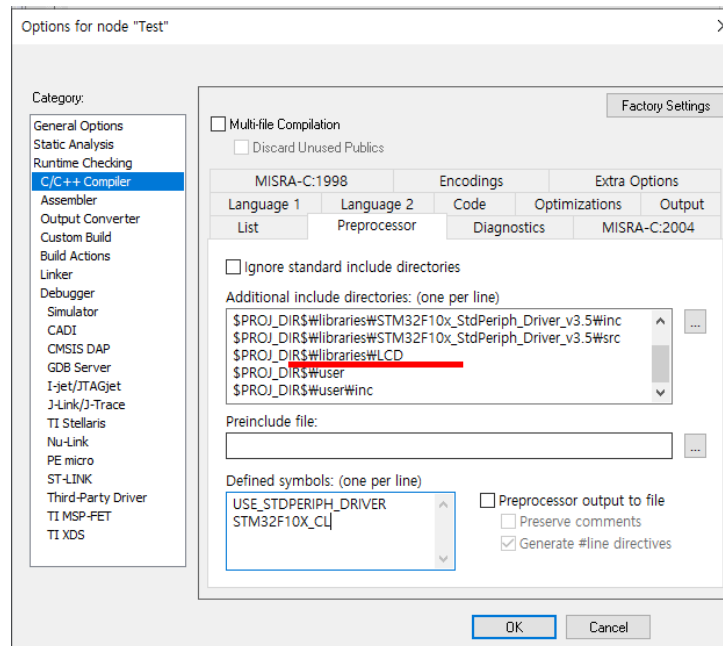 Options for node "Test"
Category:
General Options
Static Analysis
Runtime Checking
C/C++ Compiler
Assembler
Output Converter
Custom Build
Build Actions
Linker
Debugger
Simulator
CADI
CMSIS DAP
GDB Server
I-jet/JTAGjet
J-Link/J-Trace
TI Stellaris
Nu-Link
PE micro
ST-LINK
Third-Party Driver
TI MSP-FET
TI XDS
Factory Settings
Multi-file Compilation
Discard Unused Publics
MISRA-C:1998 Encodings Extra Options
Language 1 Language 2 Code Optimizations Output
List Preprocessor Diagnostics MISRA-C:2004
Ignore standard include directories
Additional include directories: (one per line)
$PROJ_DIR$₩libraries₩STM32F10x_StdPeriph_Driver_v3.5₩inc
$PROJ_DIR$₩libraries₩STM32F10x_StdPeriph_Driver_v3.5₩src
$PROJ_DIR$₩libraries₩LCD
$PROJ_DIR$₩user
$PROJ_DIR$₩user₩inc
...
Preinclude file:
...
Defined symbols: (one per line)
USE_STDPERIPH_DRIVER
STM32F10X_CL
Preprocessor output to file
Preserve comments
Generate #line directives
OK Cancel